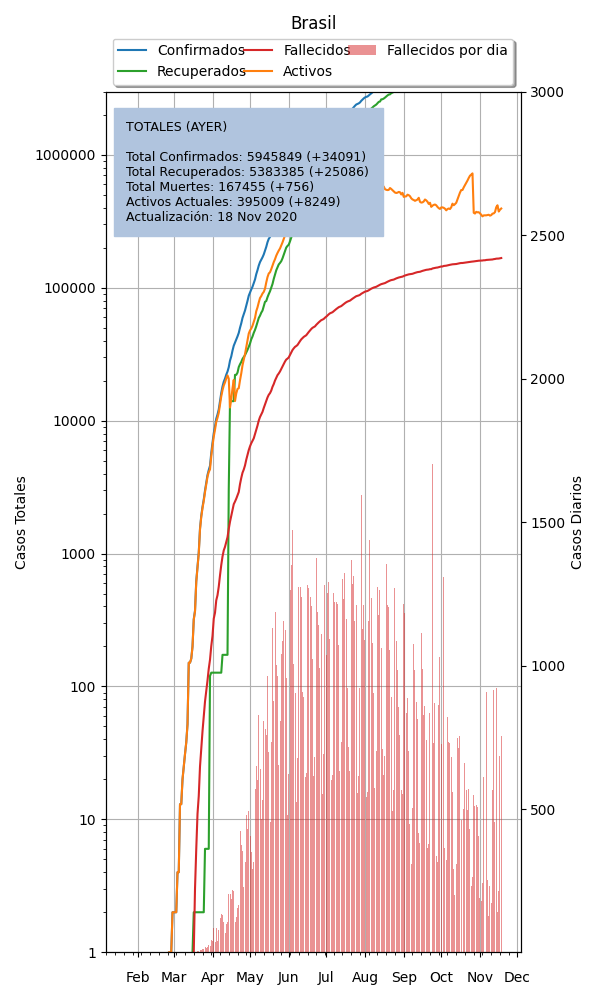 Brasil
Confirmados
Recuperados
Fallecidos
Activos
Fallecidos por dia
TOTALES (AYER)
Total Confirmados: 5945849 (+34091)
Total Recuperados: 5383385 (+25086)
Total Muertes: 167455 (+756)
Activos Actuales: 395009 (+8249)
Actualización: 18 Nov 2020
1000000
100000
10000
1000
100
10
1
Casos Totales
3000
2500
2000
1500
1000
500
Casos Diarios
Feb Mar Apr May Jun Jul Aug Sep Oct Nov Dec